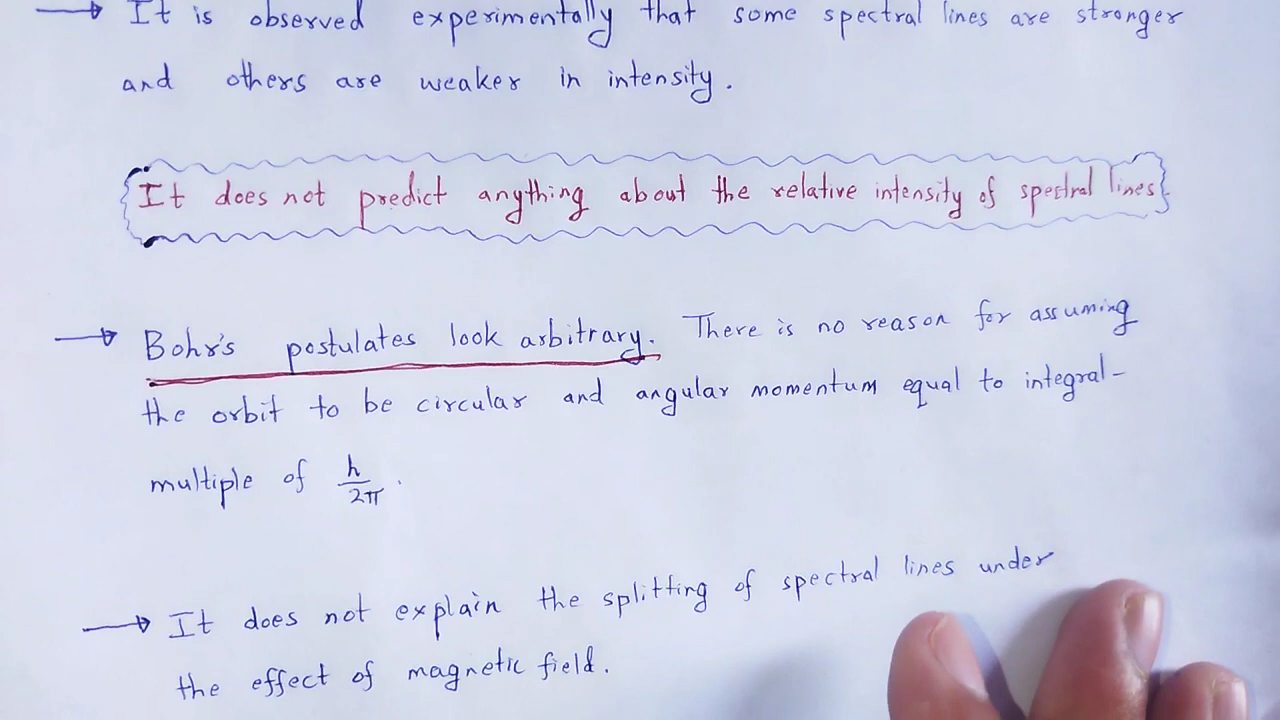 → It is observed experimentally that some spectral lines are stronger
and others are weaker in intensity.
It does not predict anything about the relative intensity of spectral lines
→ Bohr's postulates look arbitrary. There is no reason for assuming
the orbit to be circular and angular momentum equal to integral-
multiple of h/2π.
→ It does not explain the splitting of spectral lines under
the effect of magnetic field.